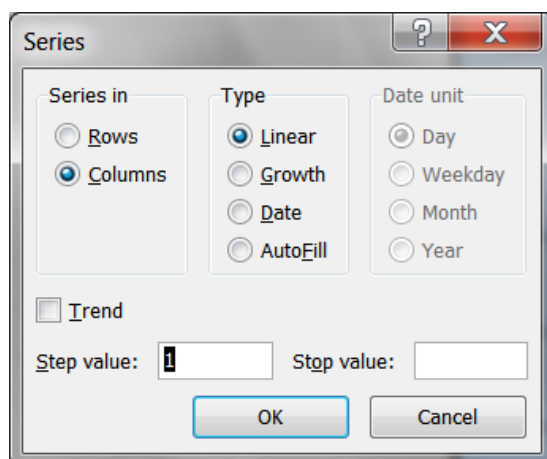 Series
Series in
Type
Date unit
Rows
Linear
Day
Columns
Growth
Weekday
Date
Month
AutoFill
Year
Trend
Step value: 1
Stop value:
OK
Cancel